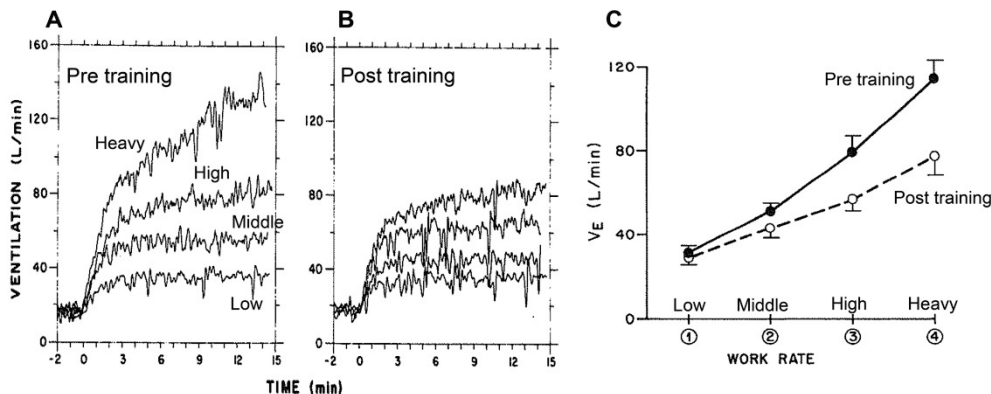 A
B
C
160
120
80
40
0
VENTILATION (L/min)
Pre training
Heavy
High
Middle
Low
-2 0 3 6 9 12 15
160
120
80
40
0
Post training
-2 0 3 6 9 12 15
TIME (min)
120
80
40
0
V̇E (L/min)
Pre training
Post training
Low Middle High Heavy
① ② ③ ④
WORK RATE